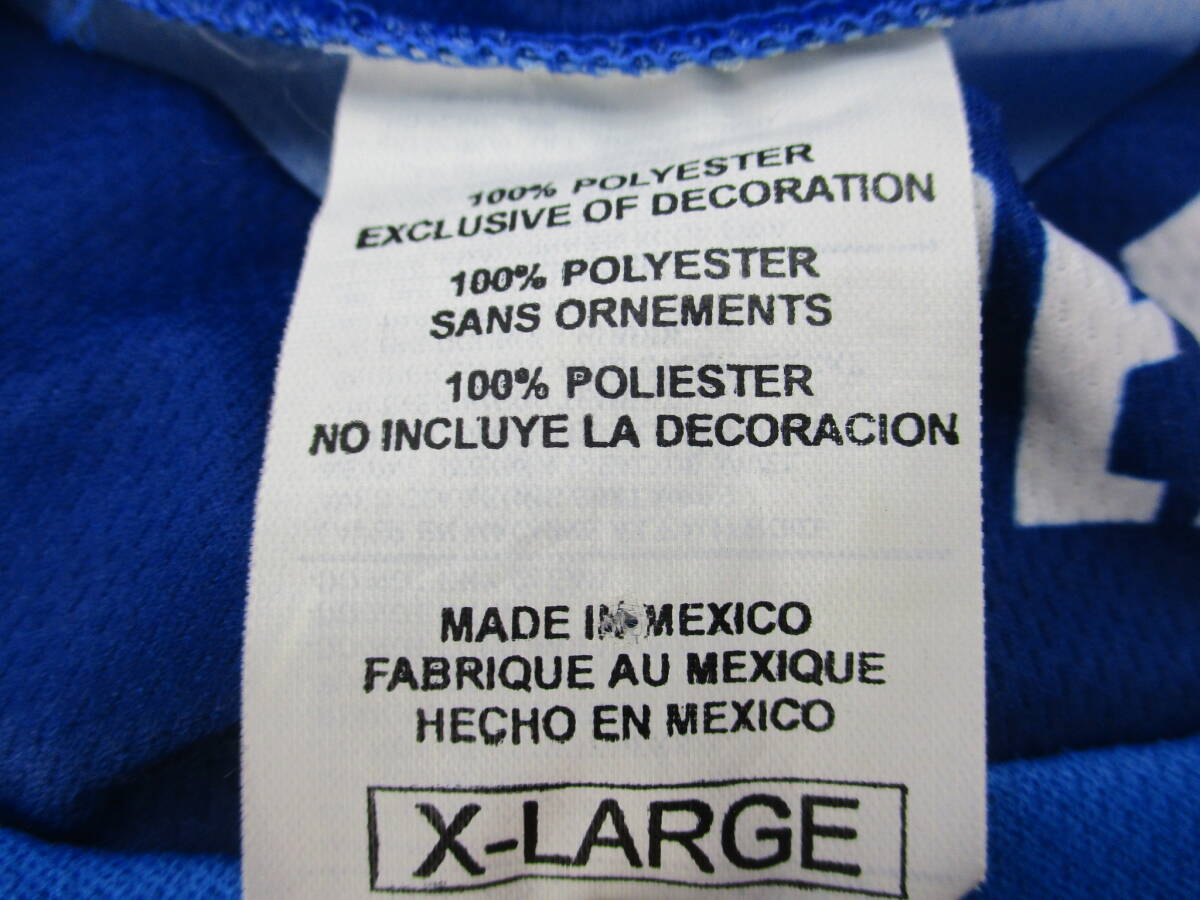 100% POLYESTER
EXCLUSIVE OF DECORATION
100% POLYESTER
SANS ORNEMENTS
100% POLIESTER
NO INCLUYE LA DECORACION
MADE IN MEXICO
FABRIQUE AU MEXIQUE
HECHO EN MEXICO
X-LARGE